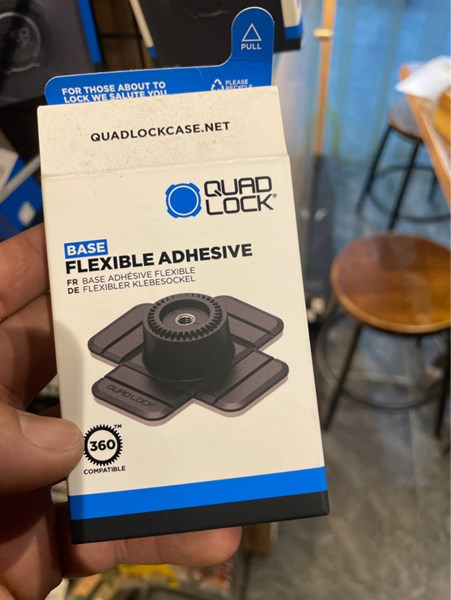 PULL
FOR THOSE ABOUT TO
LOCK WE SALUTE YOU
PLEASE
RECYCLE
QUADLOCKCASE.NET
QUAD
LOCK®
BASE
FLEXIBLE ADHESIVE
FR BASE ADHÉSIVE FLEXIBLE
DE FLEXIBLER KLEBESOCKEL
QUAD LOCK
360™
COMPATIBLE